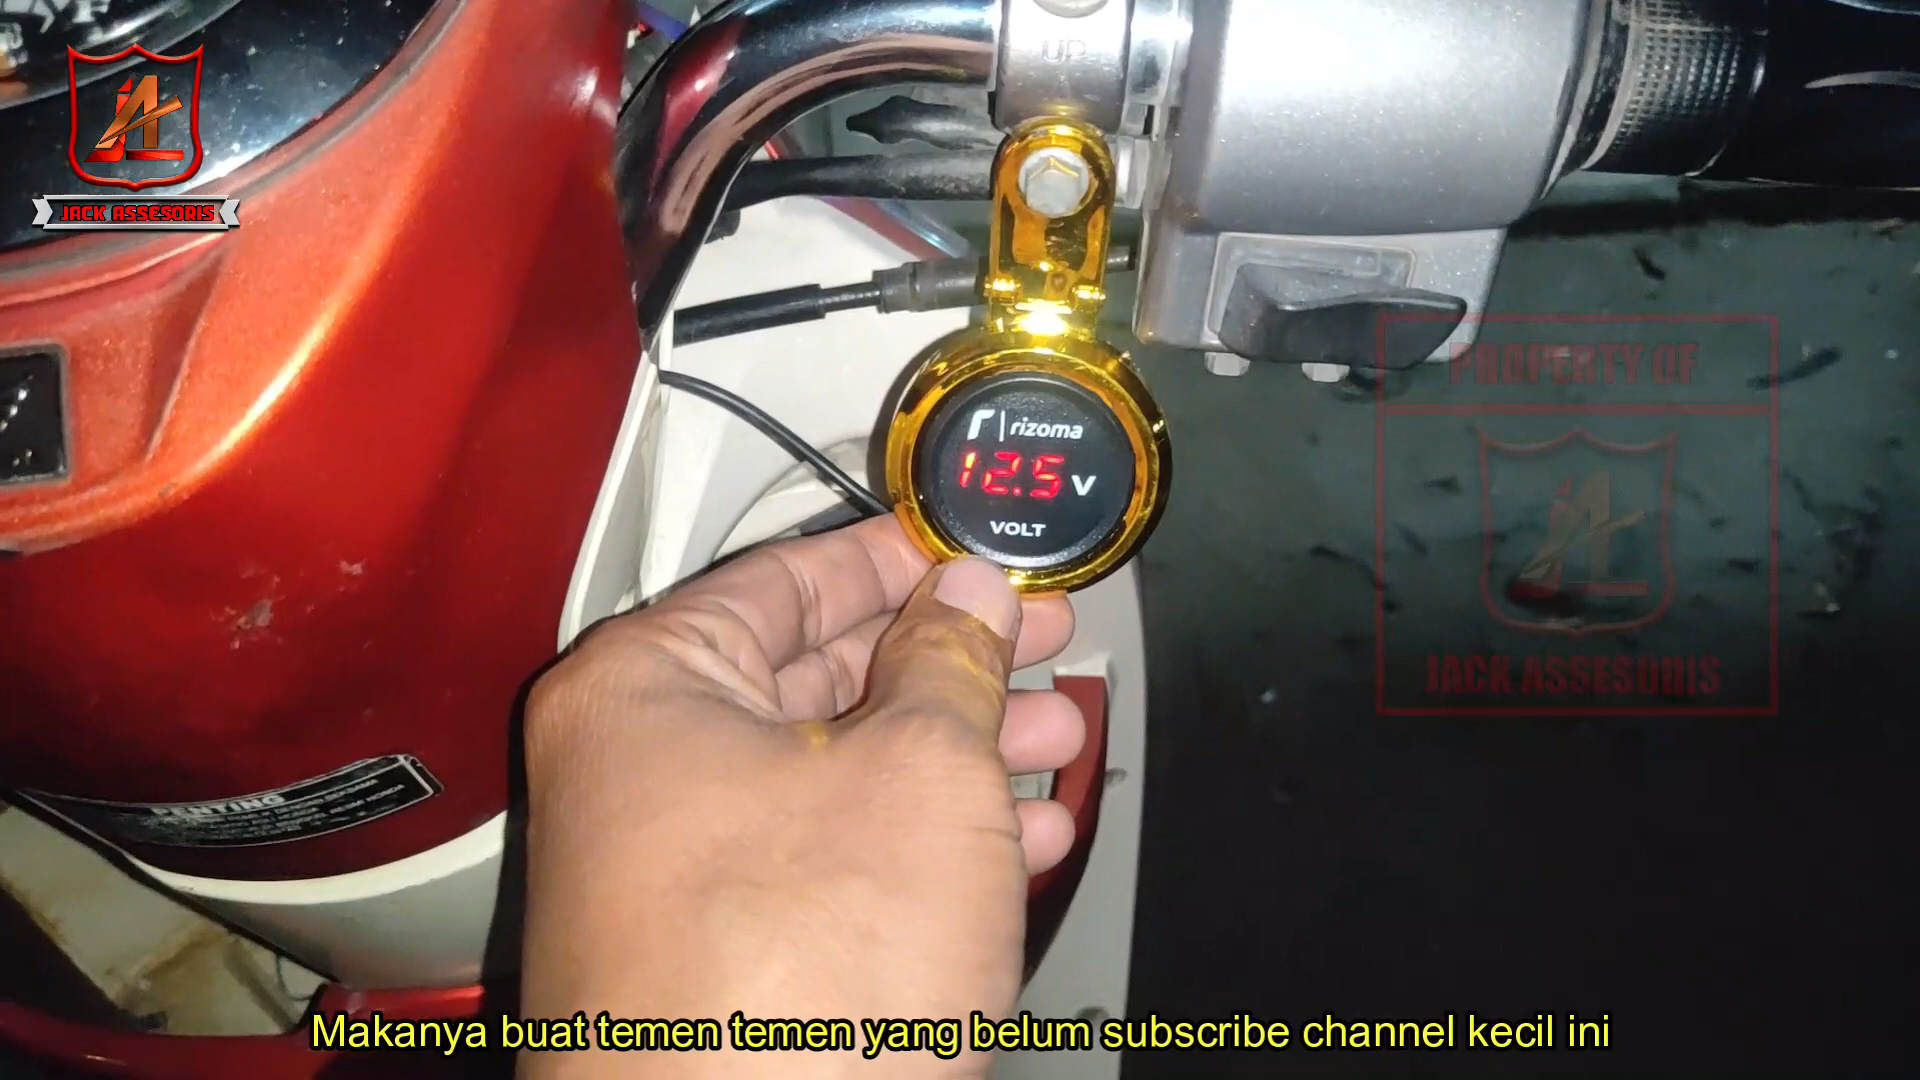 JACK ASSESORIS
UP
rizoma
12.5 V
VOLT
PROPERTY OF
JACK ASSESORIS
PENTING
Makanya buat temen temen yang belum subscribe channel kecil ini